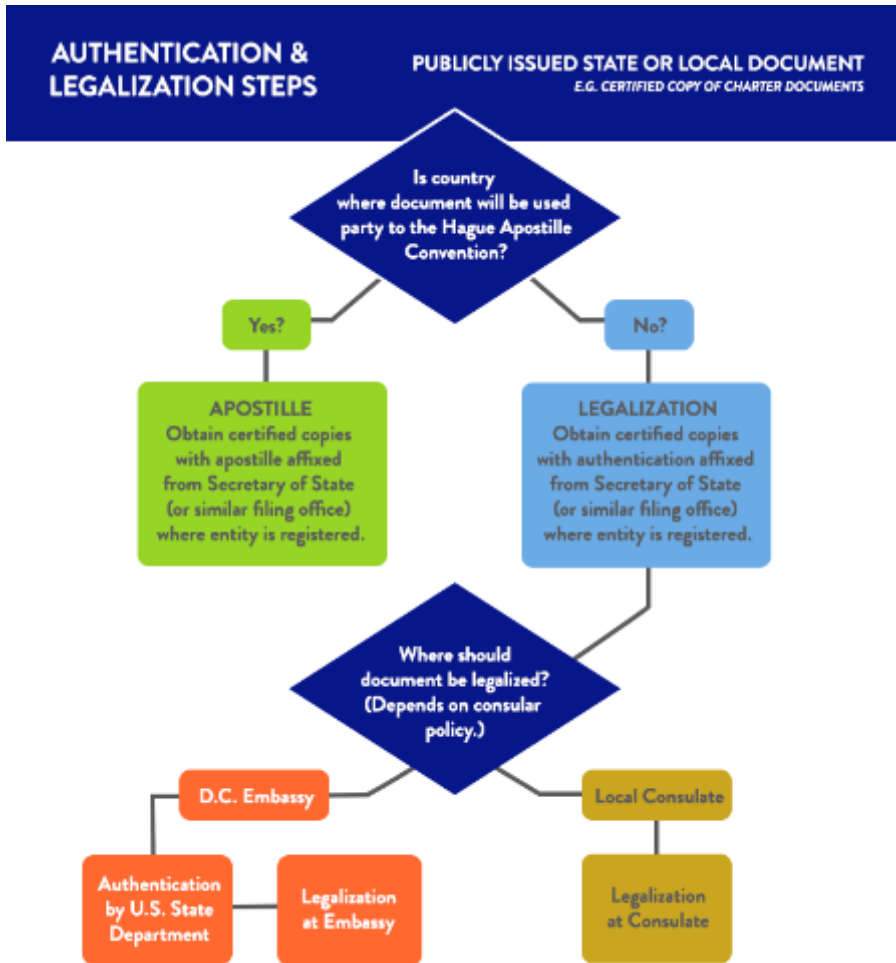 AUTHENTICATION &
LEGALIZATION STEPS
PUBLICLY ISSUED STATE OR LOCAL DOCUMENT
E.G. CERTIFIED COPY OF CHARTER DOCUMENTS
Is country
where document will be used
party to the Hague Apostille
Convention?
Yes?
No?
APOSTILLE
Obtain certified copies
with apostille affixed
from Secretary of State
(or similar filing office)
where entity is registered.
LEGALIZATION
Obtain certified copies
with authentication affixed
from Secretary of State
(or similar filing office)
where entity is registered.
Where should
document be legalized?
(Depends on consular
policy.)
D.C. Embassy
Local Consulate
Authentication
by U.S. State
Department
Legalization
at Embassy
Legalization
at Consulate